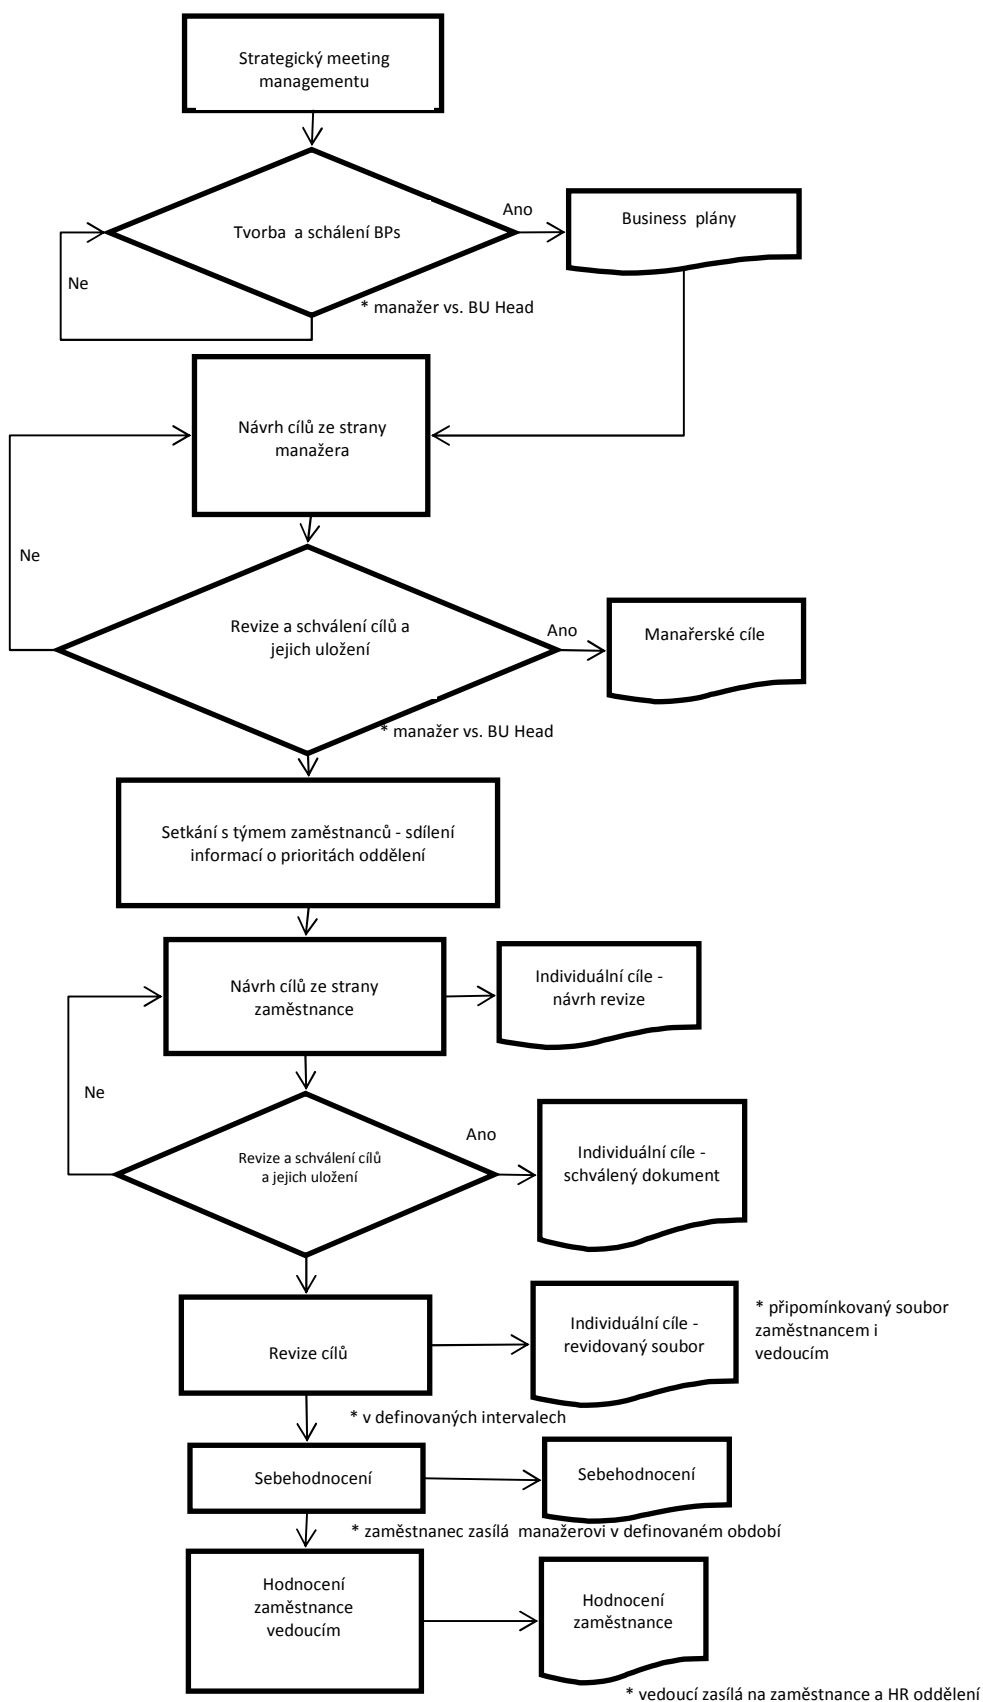 Strategický meeting
managementu
Tvorba  a schálení BPs
Ano
Business  plány
Ne
* manažer vs. BU Head
Návrh cílů ze strany
manažera
Ne
Revize a schválení cílů a
jejich uložení
Ano
Manařerské cíle
* manažer vs. BU Head
Setkání s týmem zaměstnanců - sdílení
informací o prioritách oddělení
Návrh cílů ze strany
zaměstnance
Individuální cíle -
návrh revize
Ne
Revize a schválení cílů
a jejich uložení
Ano
Individuální cíle -
schválený dokument
Revize cílů
Individuální cíle -
revidovaný soubor
* připomínkovaný soubor
zaměstnancem i
vedoucím
* v definovaných intervalech
Sebehodnocení
Sebehodnocení
* zaměstnanec zasílá  manažerovi v definovaném období
Hodnocení
zaměstnance
vedoucím
Hodnocení
zaměstnance
* vedoucí zasílá na zaměstnance a HR oddělení